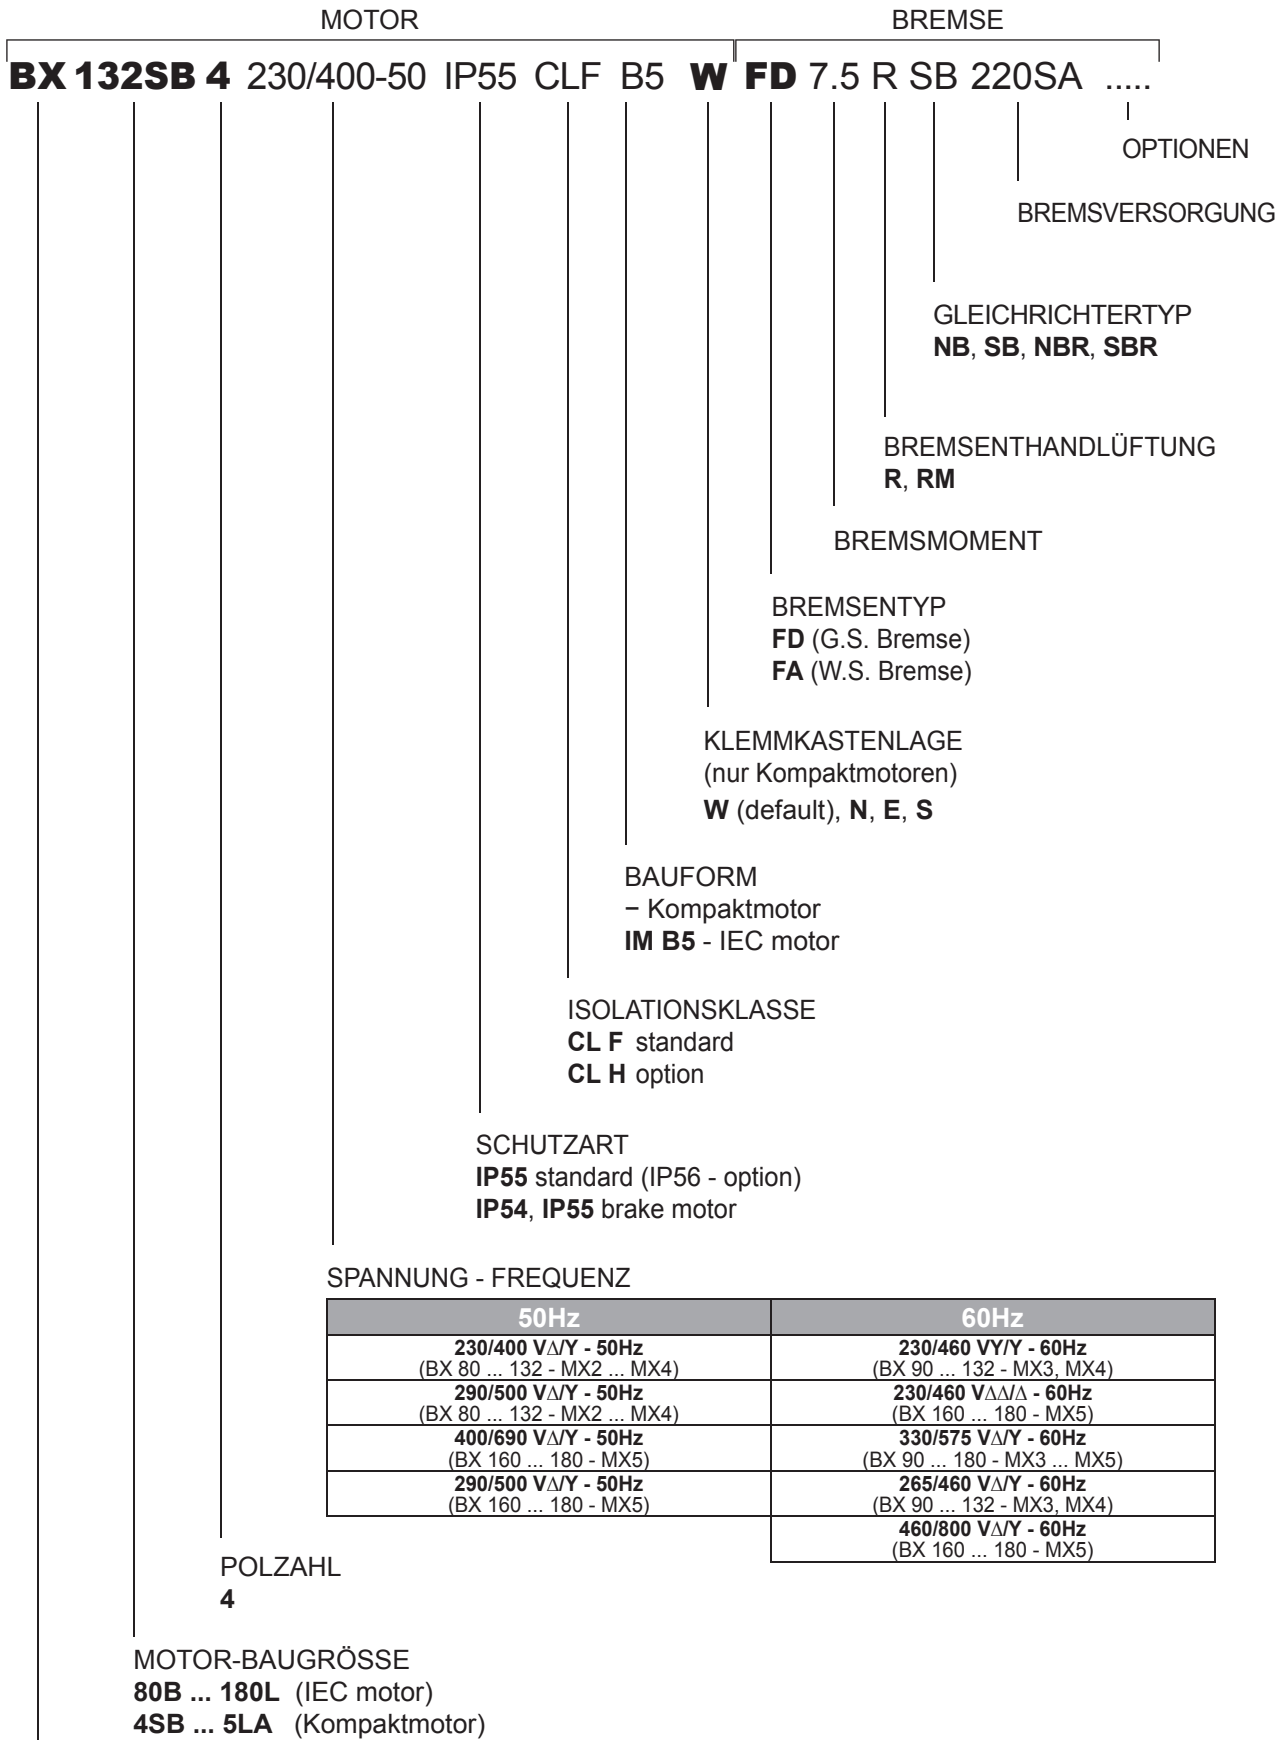 MOTOR BREMSE
BX 132SB 4 230/400-50 IP55 CLF B5 W FD 7.5 R SB 220SA .....
OPTIONEN
BREMSVERSORGUNG
GLEICHRICHTERTYP
NB, SB, NBR, SBR
BREMSENTHANDLÜFTUNG
R, RM
BREMSMOMENT
BREMSENTYP
FD (G.S. Bremse)
FA (W.S. Bremse)
KLEMMKASTENLAGE
(nur Kompaktmotoren)
W (default), N, E, S
BAUFORM
− Kompaktmotor
IM B5 - IEC motor
ISOLATIONSKLASSE
CL F standard
CL H option
SCHUTZART
IP55 standard (IP56 - option)
IP54, IP55 brake motor
SPANNUNG - FREQUENZ
50Hz 60Hz
230/400 V∆/Y - 50Hz 230/460 VY/Y - 60Hz
(BX 80 ... 132 - MX2 ... MX4) (BX 90 ... 132 - MX3, MX4)
290/500 V∆/Y - 50Hz 230/460 V∆∆/∆ - 60Hz
(BX 80 ... 132 - MX2 ... MX4) (BX 160 ... 180 - MX5)
400/690 V∆/Y - 50Hz 330/575 V∆/Y - 60Hz
(BX 160 ... 180 - MX5) (BX 90 ... 180 - MX3 ... MX5)
290/500 V∆/Y - 50Hz 265/460 V∆/Y - 60Hz
(BX 160 ... 180 - MX5) (BX 90 ... 132 - MX3, MX4)
460/800 V∆/Y - 60Hz
(BX 160 ... 180 - MX5)
POLZAHL
4
MOTOR-BAUGRÖSSE
80B ... 180L (IEC motor)
4SB ... 5LA (Kompaktmotor)